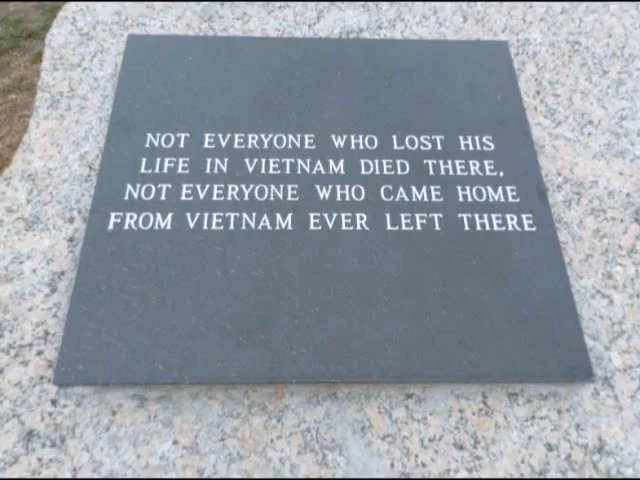 NOT EVERYONE WHO LOST HIS
LIFE IN VIETNAM DIED THERE,
NOT EVERYONE WHO CAME HOME
FROM VIETNAM EVER LEFT THERE